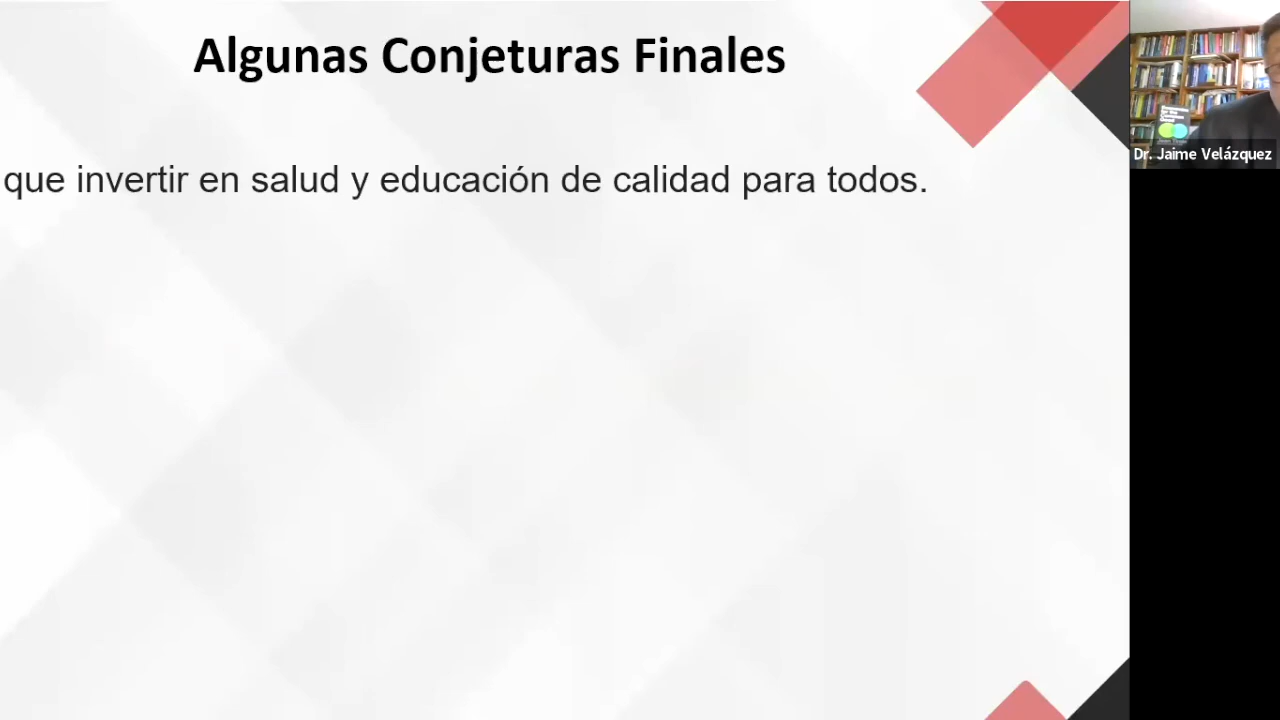 Algunas Conjeturas Finales
que invertir en salud y educación de calidad para todos.
Dr. Jaime Velázquez